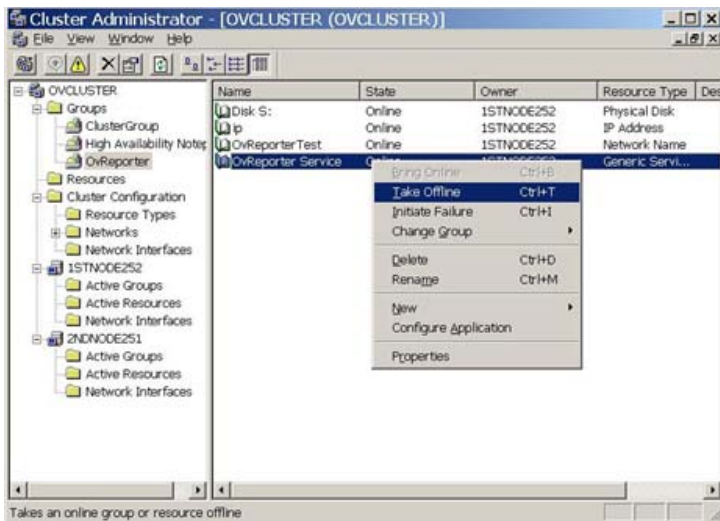 Cluster Administrator - [OVCLUSTER (OVCLUSTER)]
File View Window Help
OVCLUSTER
Groups
ClusterGroup
High Availability Notep
OvReporter
Resources
Cluster Configuration
Resource Types
Networks
Network Interfaces
1STNODE252
Active Groups
Active Resources
Network Interfaces
2NDNODE251
Active Groups
Active Resources
Network Interfaces
Name State Owner Resource Type Des
Disk S: Online 1STNODE252 Physical Disk
ip Online 1STNODE252 IP Address
OvReporterTest Online 1STNODE252 Network Name
OvReporter Service Online 1STNODE252 Generic Servi...
Bring Online Ctrl+B
Take Offline Ctrl+T
Initiate Failure Ctrl+I
Change Group
Delete Ctrl+D
Rename Ctrl+M
New
Configure Application
Properties
Takes an online group or resource offline